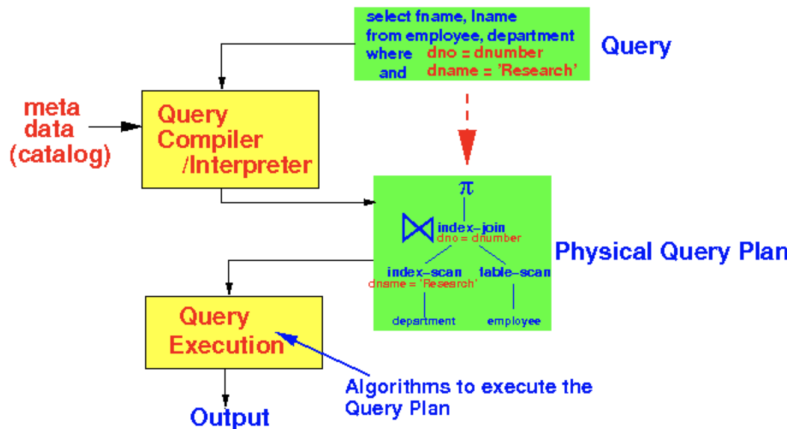 select fname, lname
from employee, department
where dno = dnumber
and dname = 'Research'
Query
meta
data
(catalog)
Query
Compiler
/Interpreter
π
index-join
dno = dnumber
index-scan
dname = 'Research'
table-scan
department
employee
Physical Query Plan
Query
Execution
Algorithms to execute the
Query Plan
Output